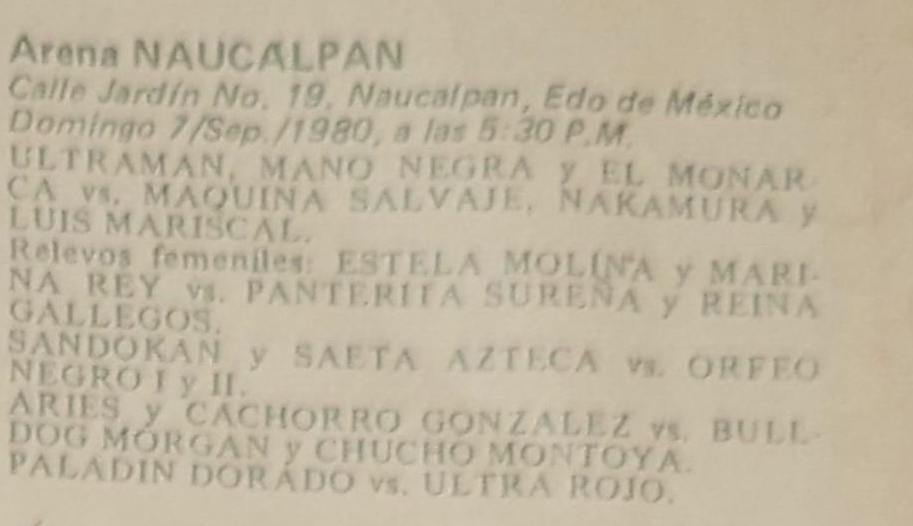 Arena NAUCALPAN
Calle Jardín No. 19, Naucalpan, Edo de México
Domingo 7/Sep./1980, a las 5:30 P.M.
ULTRAMAN, MANO NEGRA y EL MONAR-
CA vs. MAQUINA SALVAJE, NAKAMURA y
LUIS MARISCAL.
Relevos femeniles: ESTELA MOLINA y MARI-
NA REY vs. PANTERITA SUREÑA y REINA
GALLEGOS.
SANDOKAN y SAETA AZTECA vs. ORFEO
NEGRO I y II.
ARIES y CACHORRO GONZALEZ vs. BULL-
DOG MORGAN y CHUCHO MONTOYA.
PALADIN DORADO vs. ULTRA ROJO.